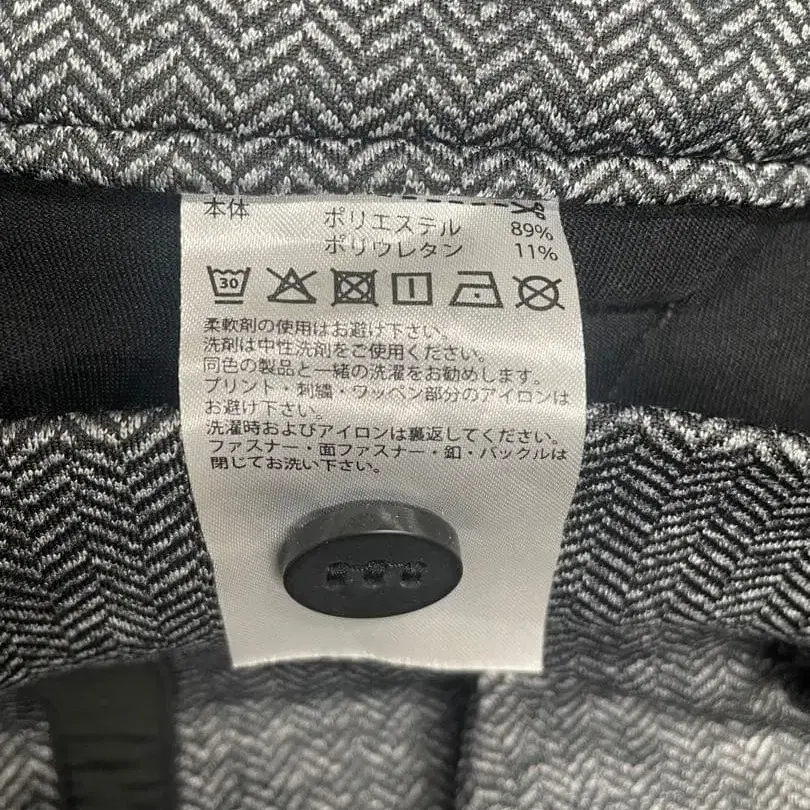 本体
ポリエステル 89%
ポリウレタン 11%
30
柔軟剤の使用はお避け下さい。
洗剤は中性洗剤をご使用ください。
同色の製品と一緒の洗濯をお勧めします。
プリント・刺繍・ワッペン部分のアイロンは
お避け下さい。
洗濯時およびアイロンは裏返してください。
ファスナー・面ファスナー・釦・バックルは
閉じてお洗い下さい。